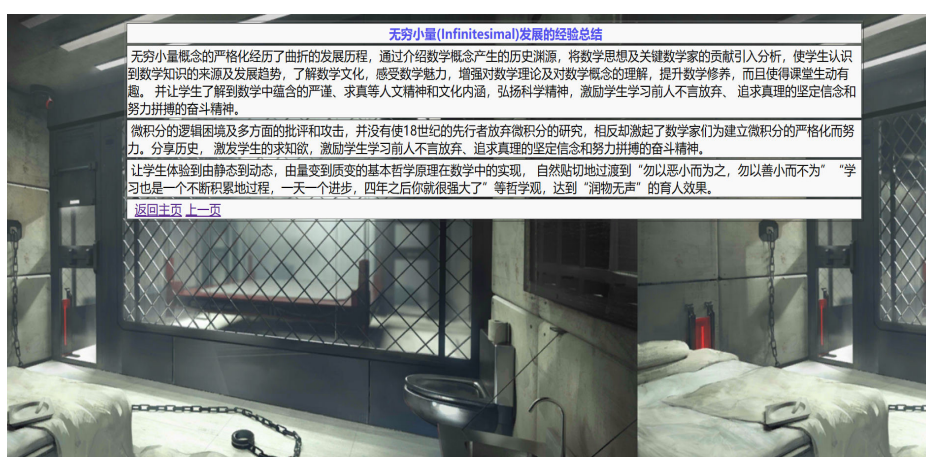 无穷小量(Infinitesimal)发展的经验总结
无穷小量概念的严格化经历了曲折的发展历程，通过介绍数学概念产生的历史渊源，将数学思想及关键数学家的贡献引入分析，使学生认识
到数学知识的来源及发展趋势，了解数学文化，感受数学魅力，增强对数学理论及对数学概念的理解，提升数学修养，而且使得课堂生动有
趣。 并让学生了解到数学中蕴含的严谨、求真等人文精神和文化内涵，弘扬科学精神，激励学生学习前人不言放弃、 追求真理的坚定信念和
努力拼搏的奋斗精神。
微积分的逻辑困境及多方面的批评和攻击，并没有使18世纪的先行者放弃微积分的研究，相反却激起了数学家们为建立微积分的严格化而努
力。分享历史， 激发学生的求知欲，激励学生学习前人不言放弃、追求真理的坚定信念和努力拼搏的奋斗精神。
让学生体验到由静态到动态，由量变到质变的基本哲学原理在数学中的实现， 自然贴切地过渡到“勿以恶小而为之，勿以善小而不为” “学
习也是一个不断积累地过程，一天一个进步，四年之后你就很强大了”等哲学观，达到“润物无声”的育人效果。
返回主页 上一页